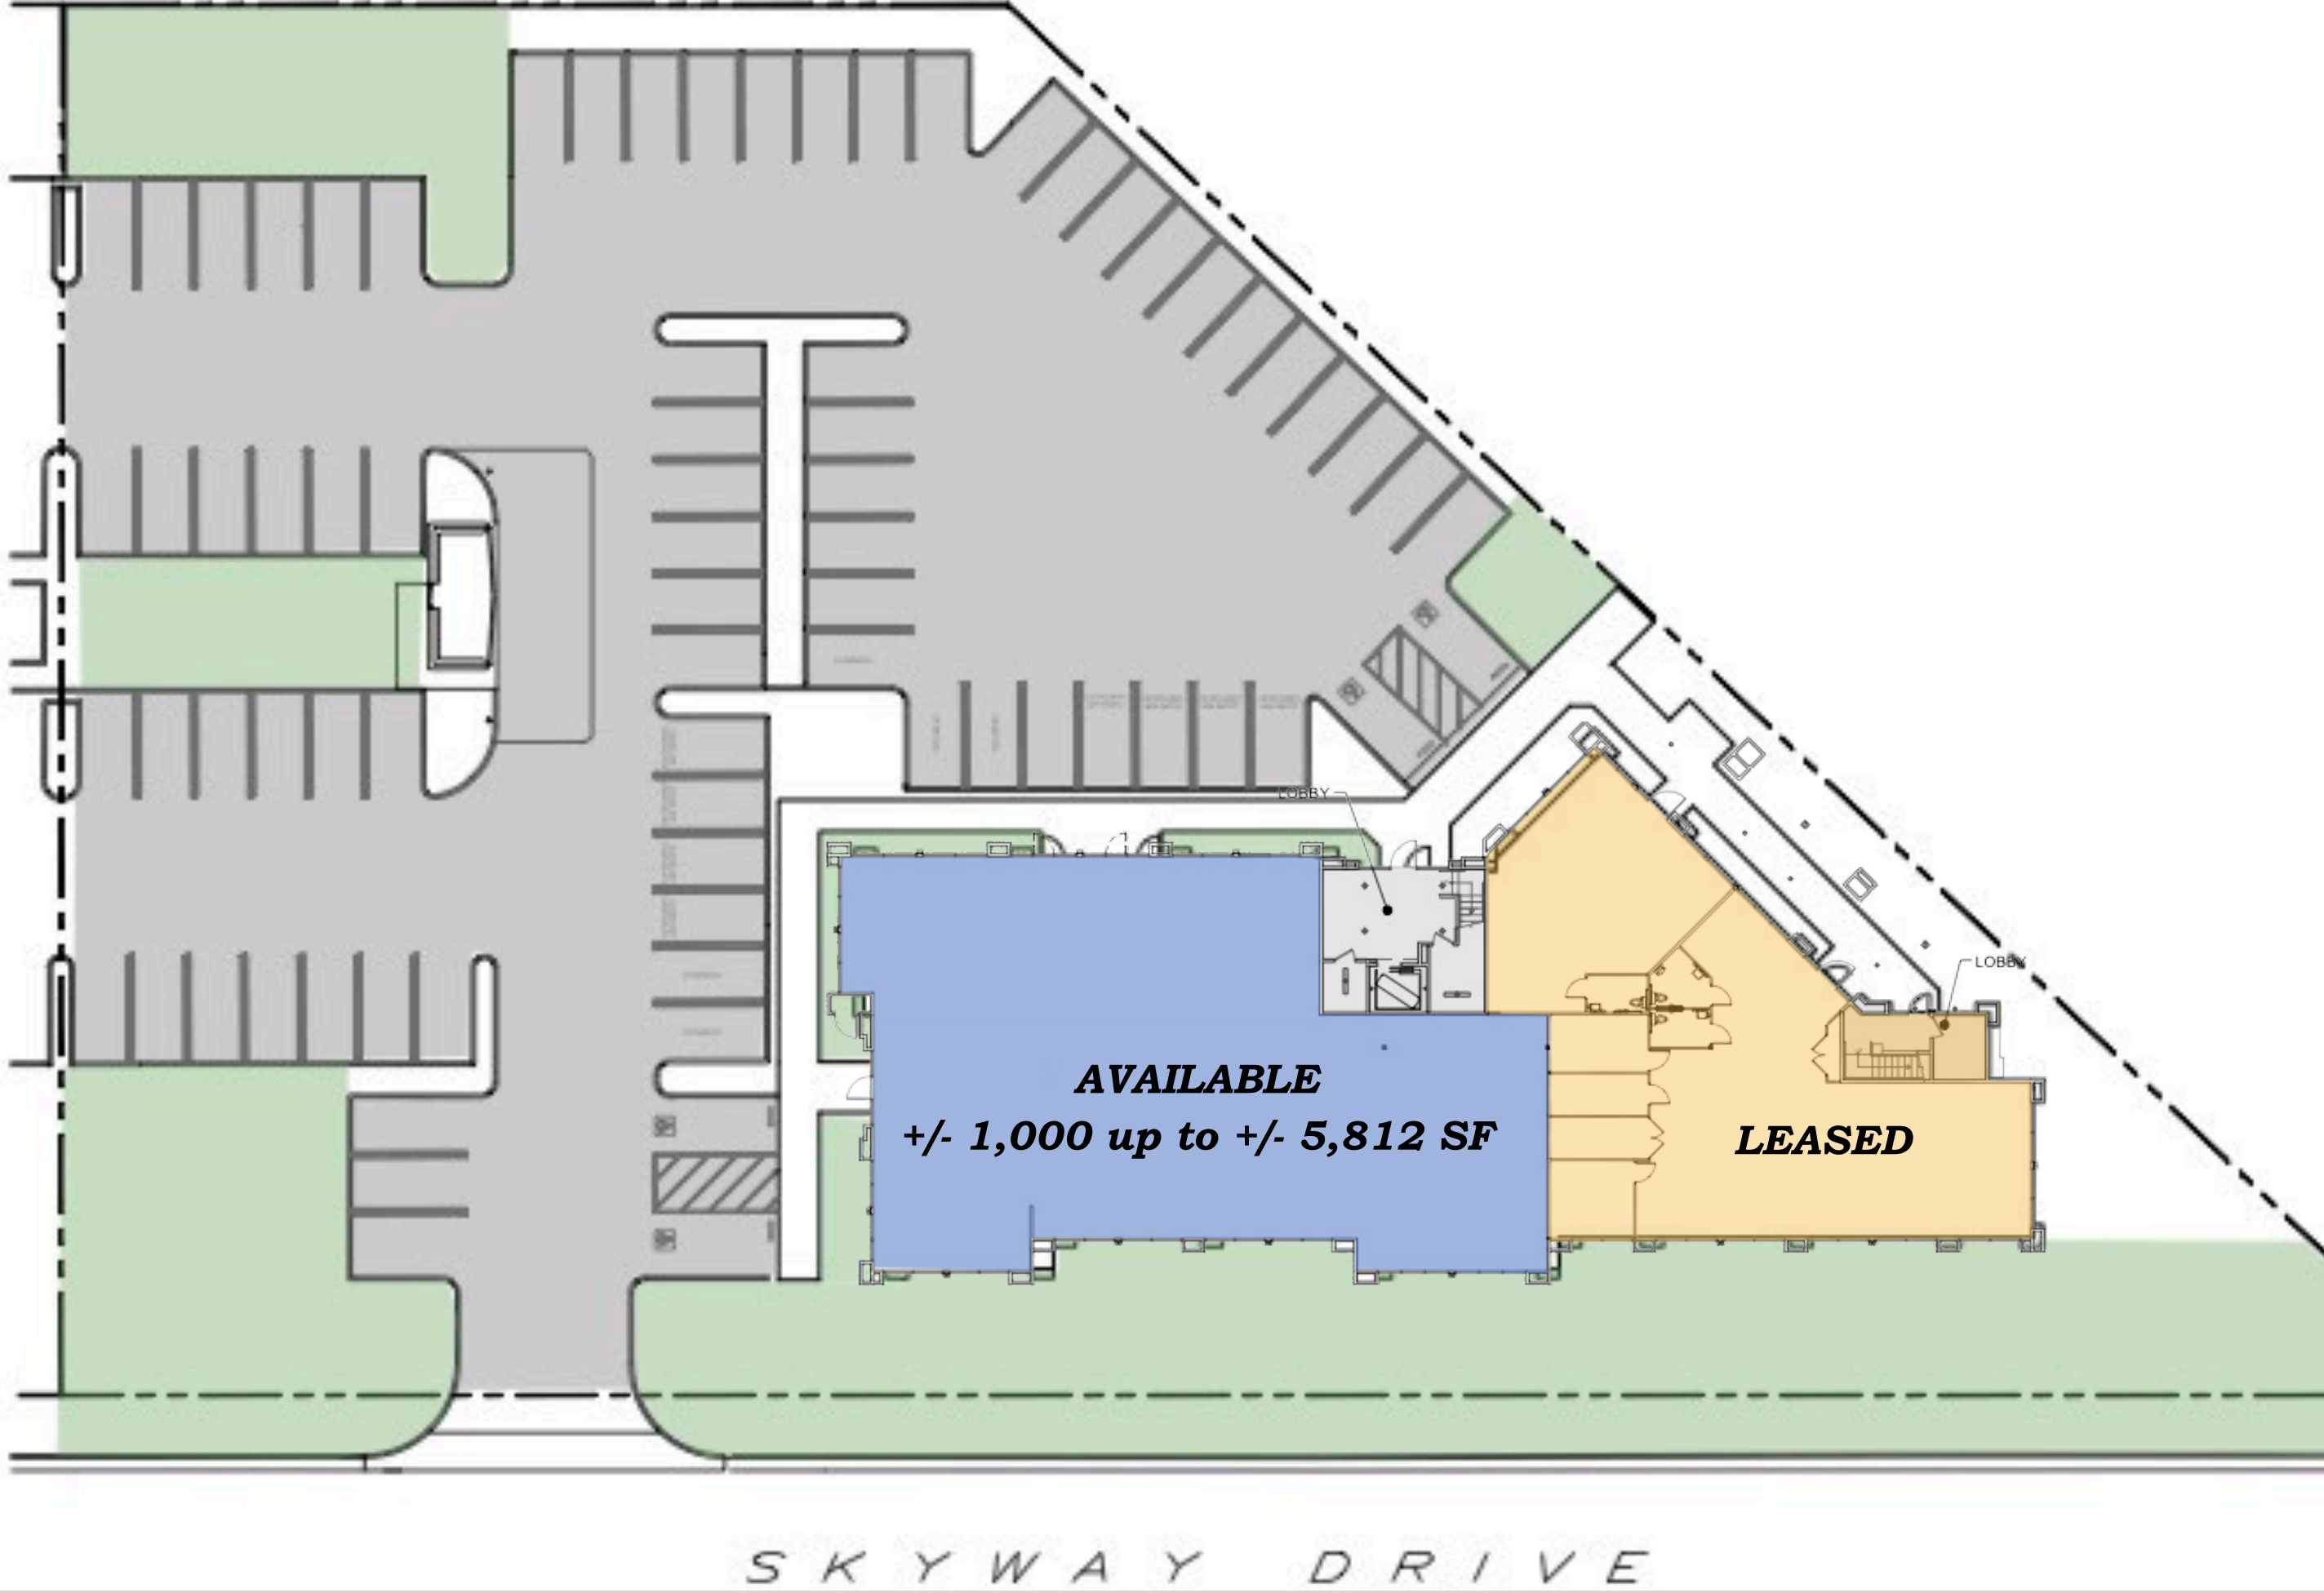 LOBBY
LOBBY
AVAILABLE
+/- 1,000 up to +/- 5,812 SF
LEASED
SKYWAY DRIVE